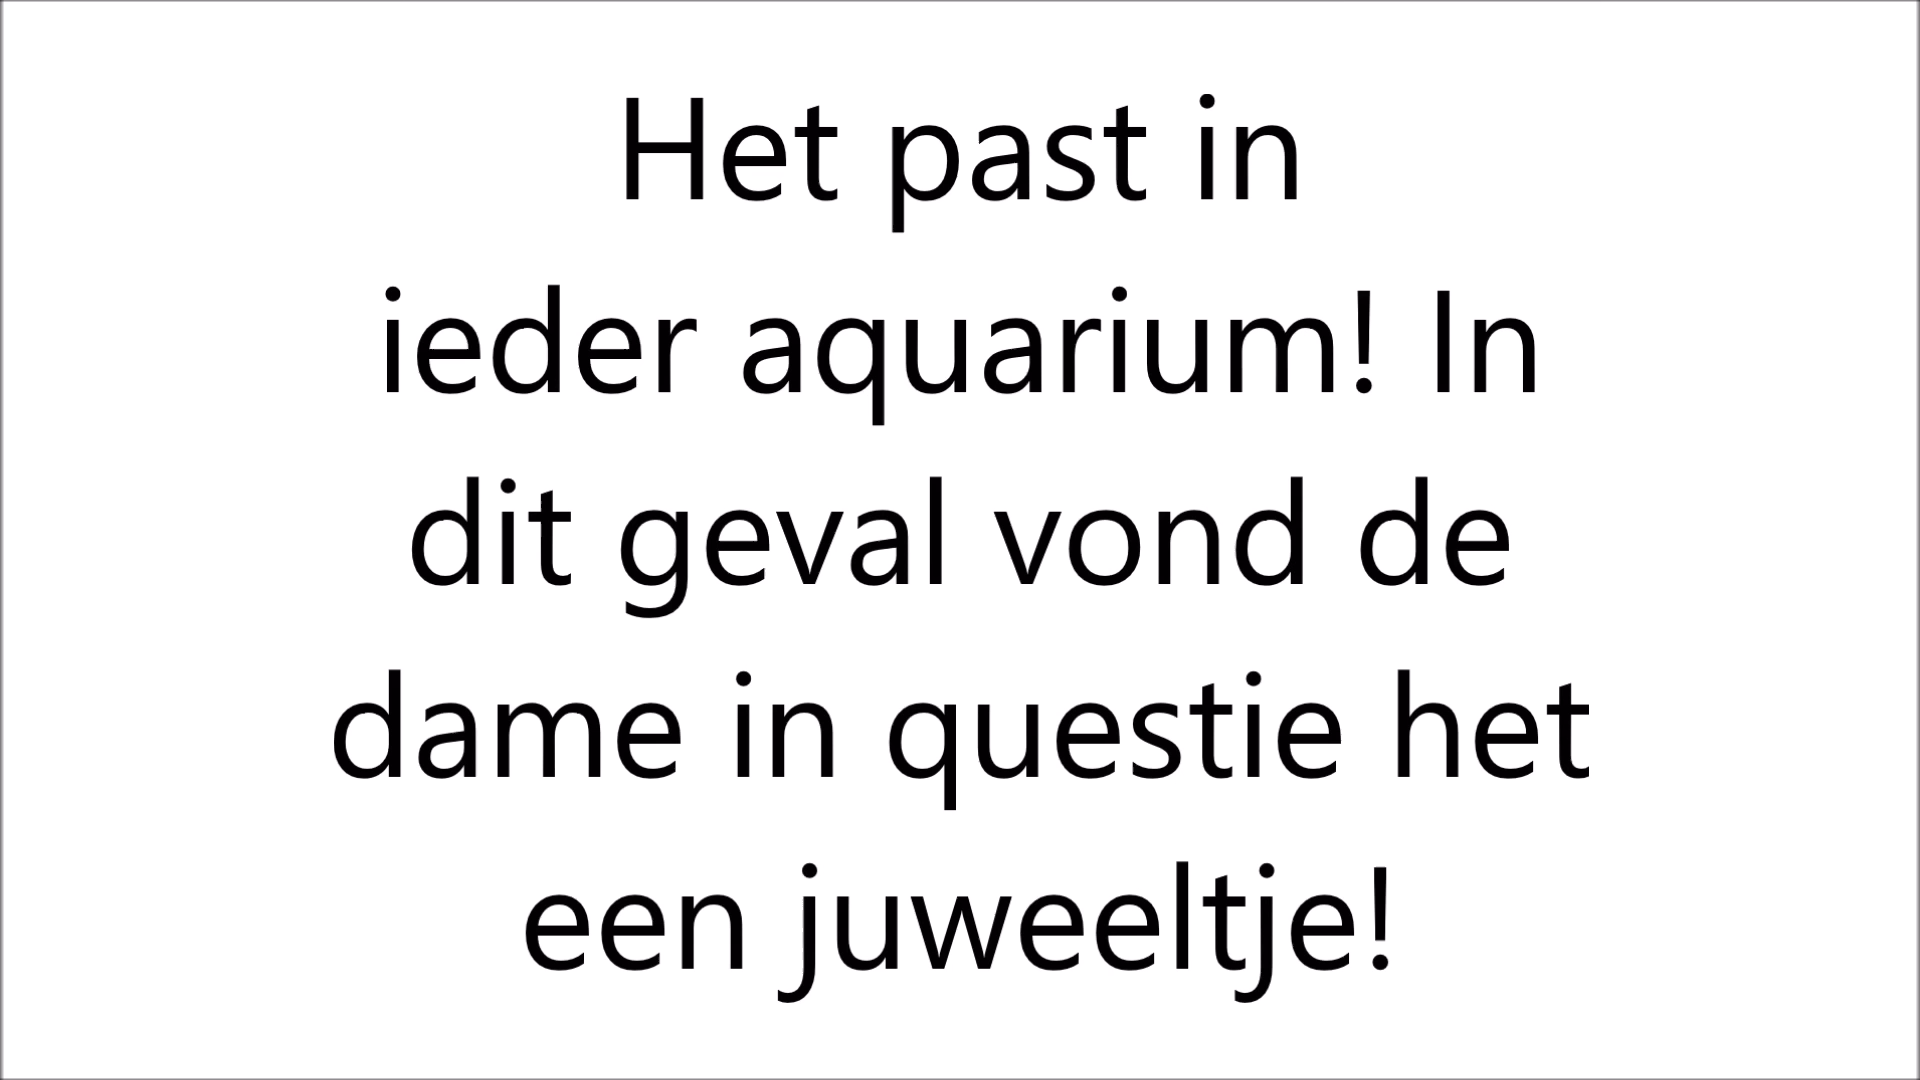 Het past in
ieder aquarium! In
dit geval vond de
dame in questie het
een juweeltje!